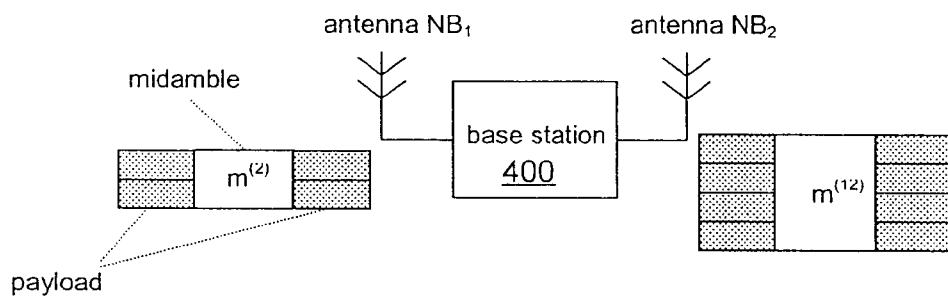 antenna NB₁
antenna NB₂
midamble
base station
400
m⁽²⁾
m⁽¹²⁾
payload